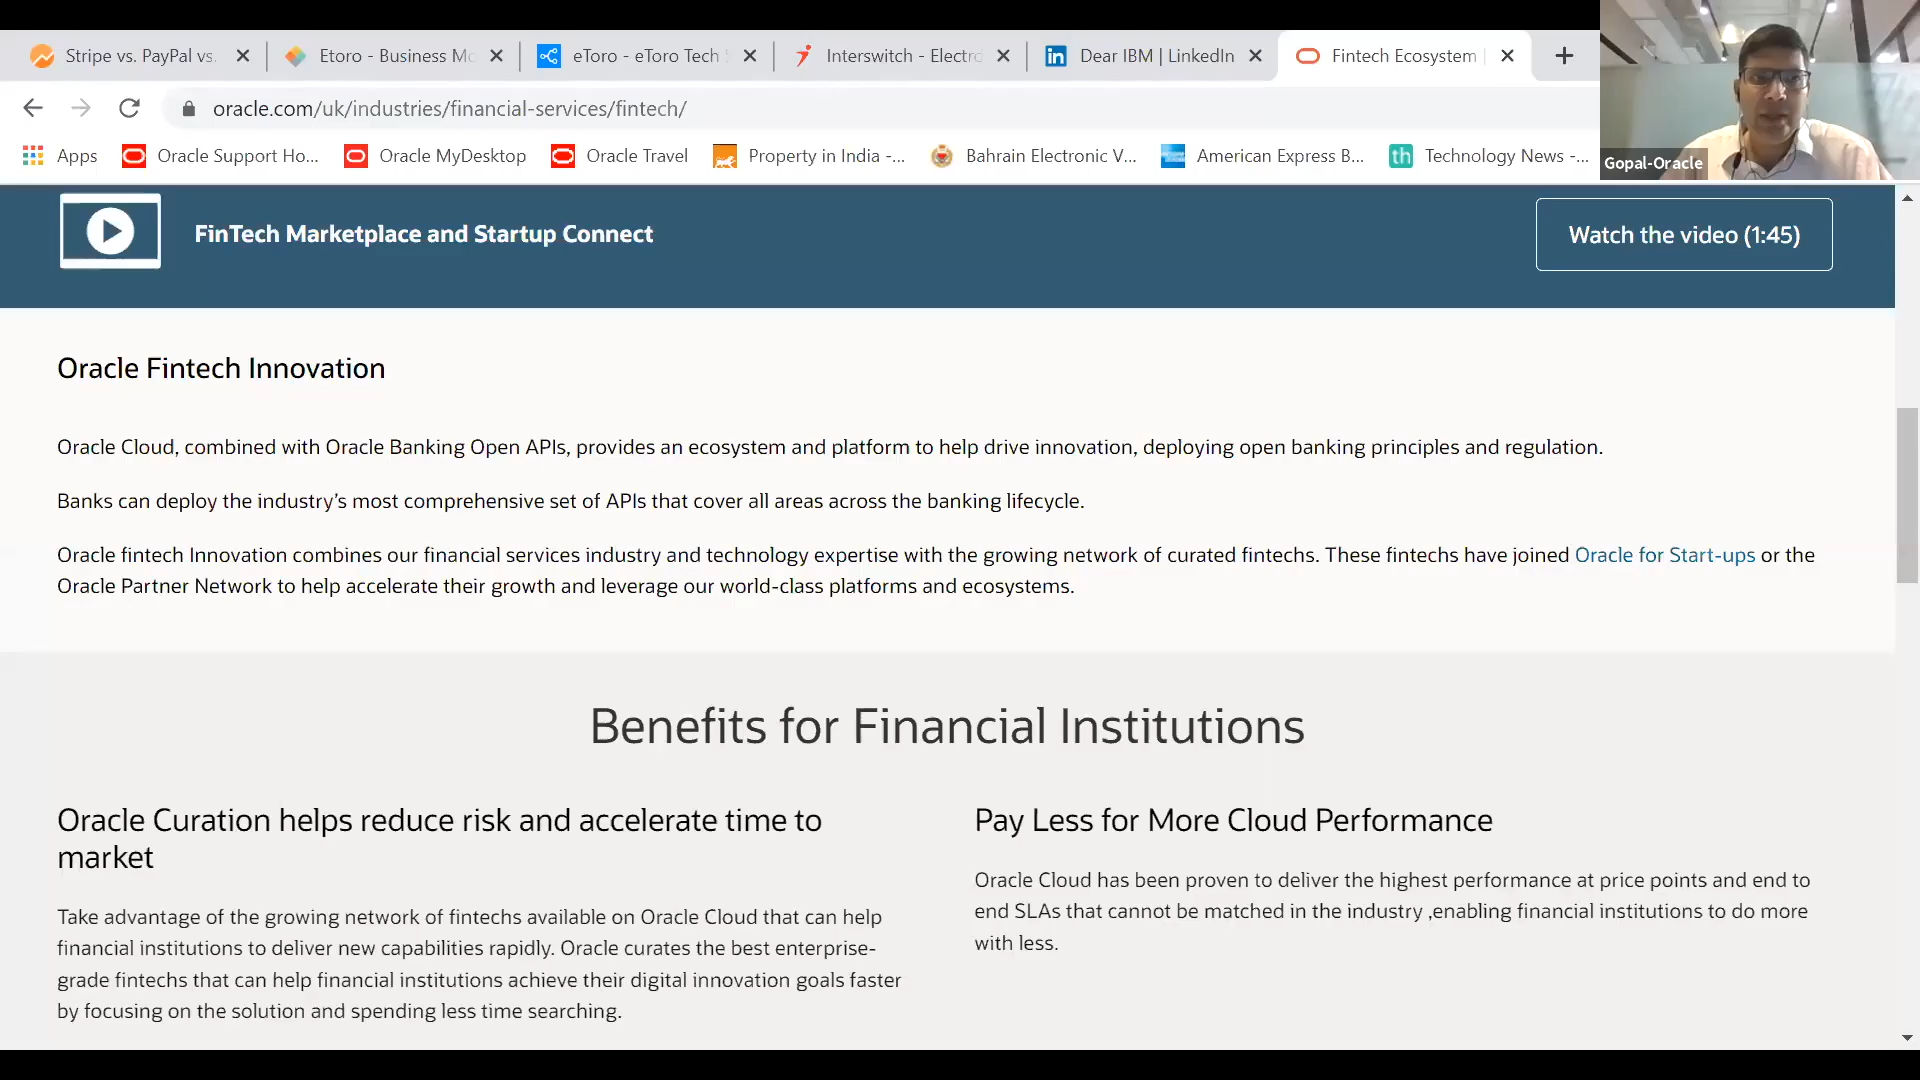 Stripe vs. PayPal vs.
Etoro - Business Mo
eToro - eToro Tech
Interswitch - Electro
Dear IBM | LinkedIn
Fintech Ecosystem |
oracle.com/uk/industries/financial-services/fintech/
Apps
Oracle Support Ho...
Oracle MyDesktop
Oracle Travel
Property in India -...
Bahrain Electronic V...
American Express B...
th
Technology News -...
Gopal-Oracle
FinTech Marketplace and Startup Connect
Watch the video (1:45)
Oracle Fintech Innovation
Oracle Cloud, combined with Oracle Banking Open APIs, provides an ecosystem and platform to help drive innovation, deploying open banking principles and regulation.
Banks can deploy the industry’s most comprehensive set of APIs that cover all areas across the banking lifecycle.
Oracle fintech Innovation combines our financial services industry and technology expertise with the growing network of curated fintechs. These fintechs have joined Oracle for Start-ups or the
Oracle Partner Network to help accelerate their growth and leverage our world-class platforms and ecosystems.
Benefits for Financial Institutions
Oracle Curation helps reduce risk and accelerate time to
market
Take advantage of the growing network of fintechs available on Oracle Cloud that can help
financial institutions to deliver new capabilities rapidly. Oracle curates the best enterprise-
grade fintechs that can help financial institutions achieve their digital innovation goals faster
by focusing on the solution and spending less time searching.
Pay Less for More Cloud Performance
Oracle Cloud has been proven to deliver the highest performance at price points and end to
end SLAs that cannot be matched in the industry ,enabling financial institutions to do more
with less.